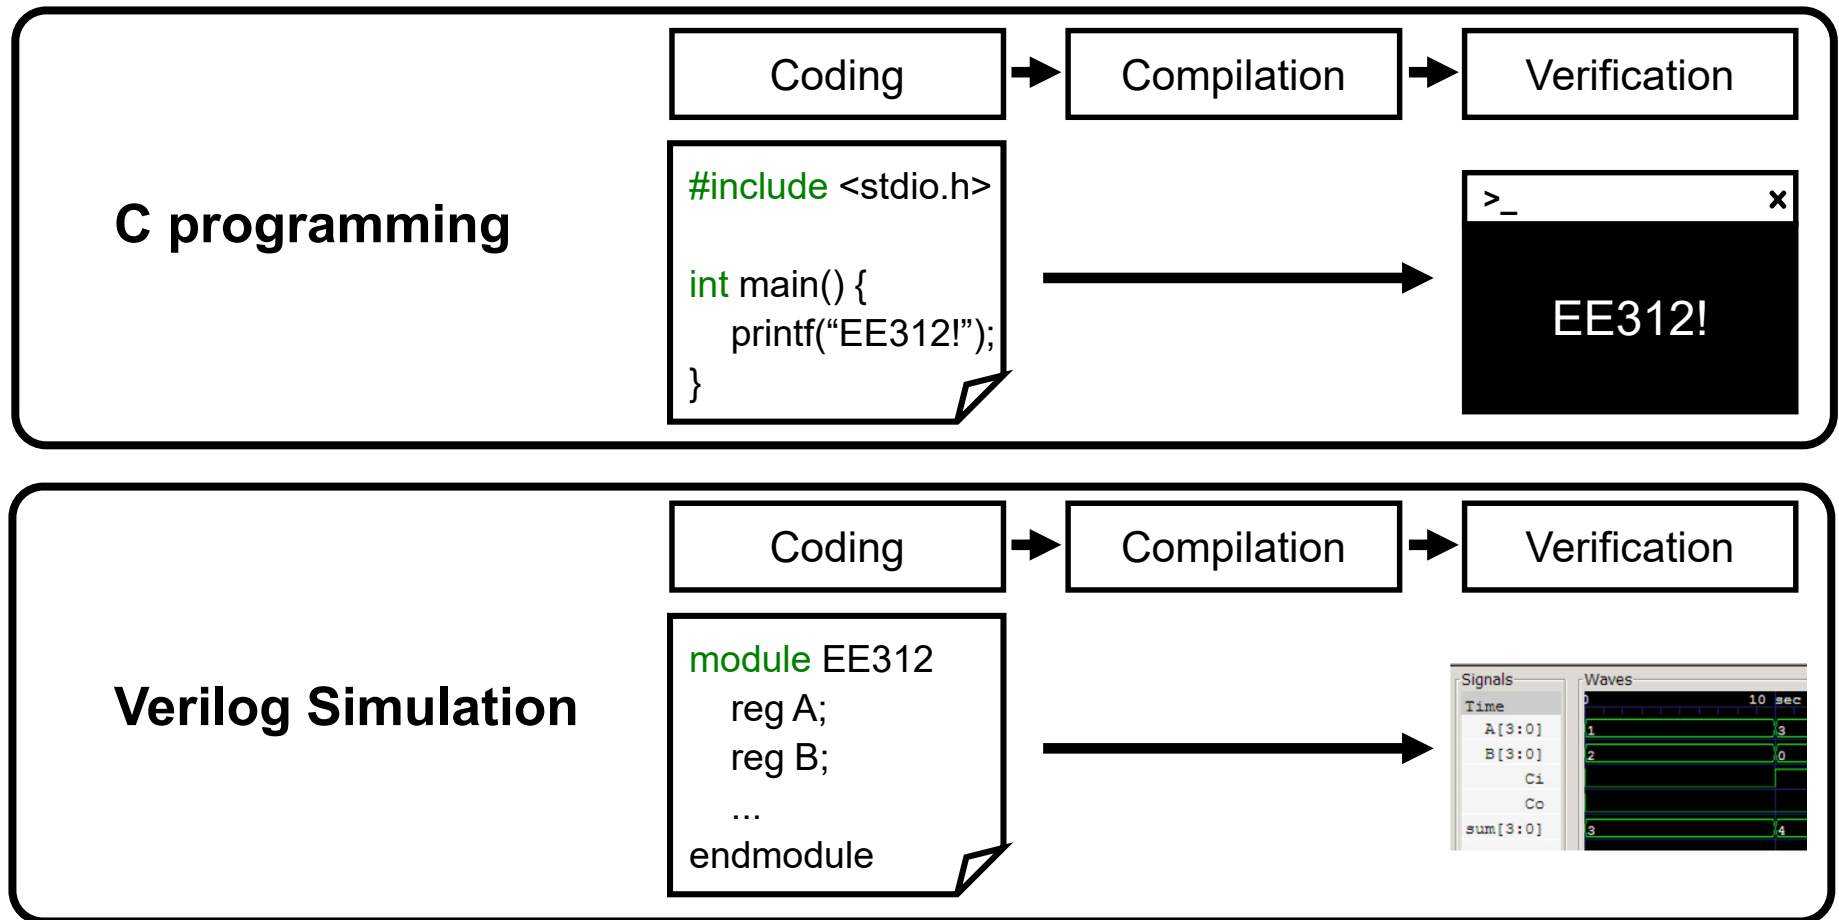 Coding
Compilation
Verification
C programming
#include <stdio.h>
int main() {
printf(“EE312!”);
}
>_ x
EE312!
Coding
Compilation
Verification
Verilog Simulation
module EE312
reg A;
reg B;
...
endmodule
Signals
Waves
Time
10 sec
A[3:0]
1 3
B[3:0]
2 0
Ci
Co
sum[3:0]
3 4